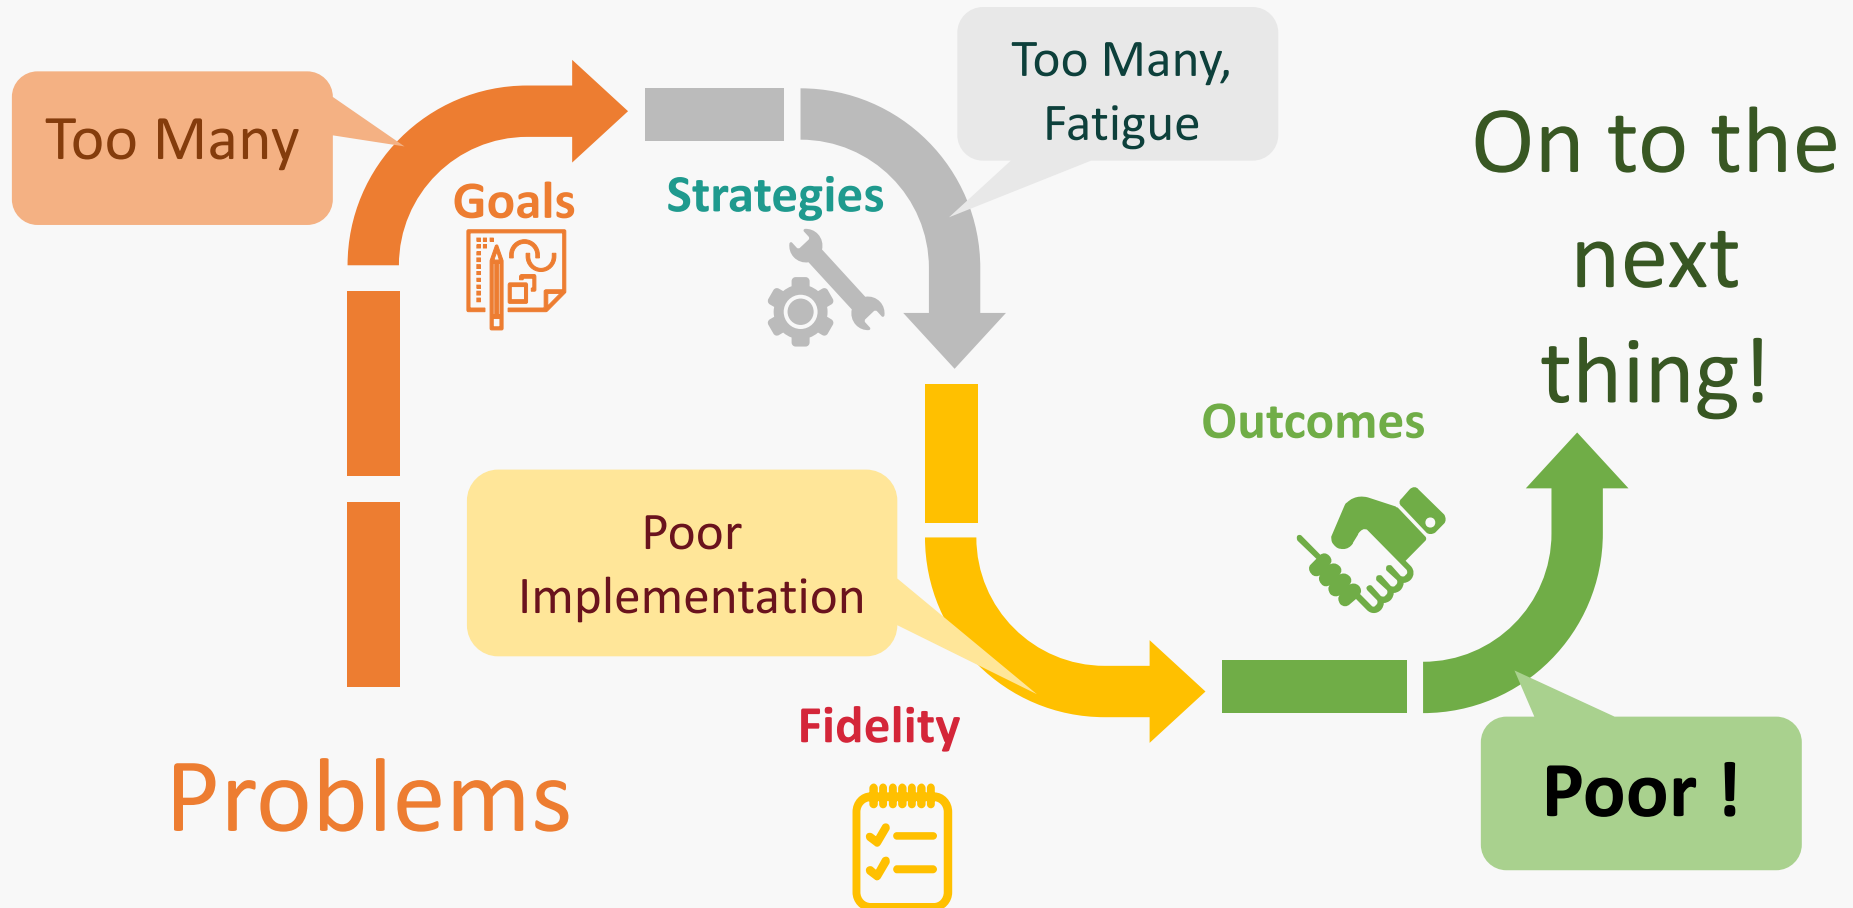 Too Many
Goals
Strategies
Too Many,
Fatigue
On to the
next
thing!
Outcomes
Poor
Implementation
Fidelity
Problems
Poor !